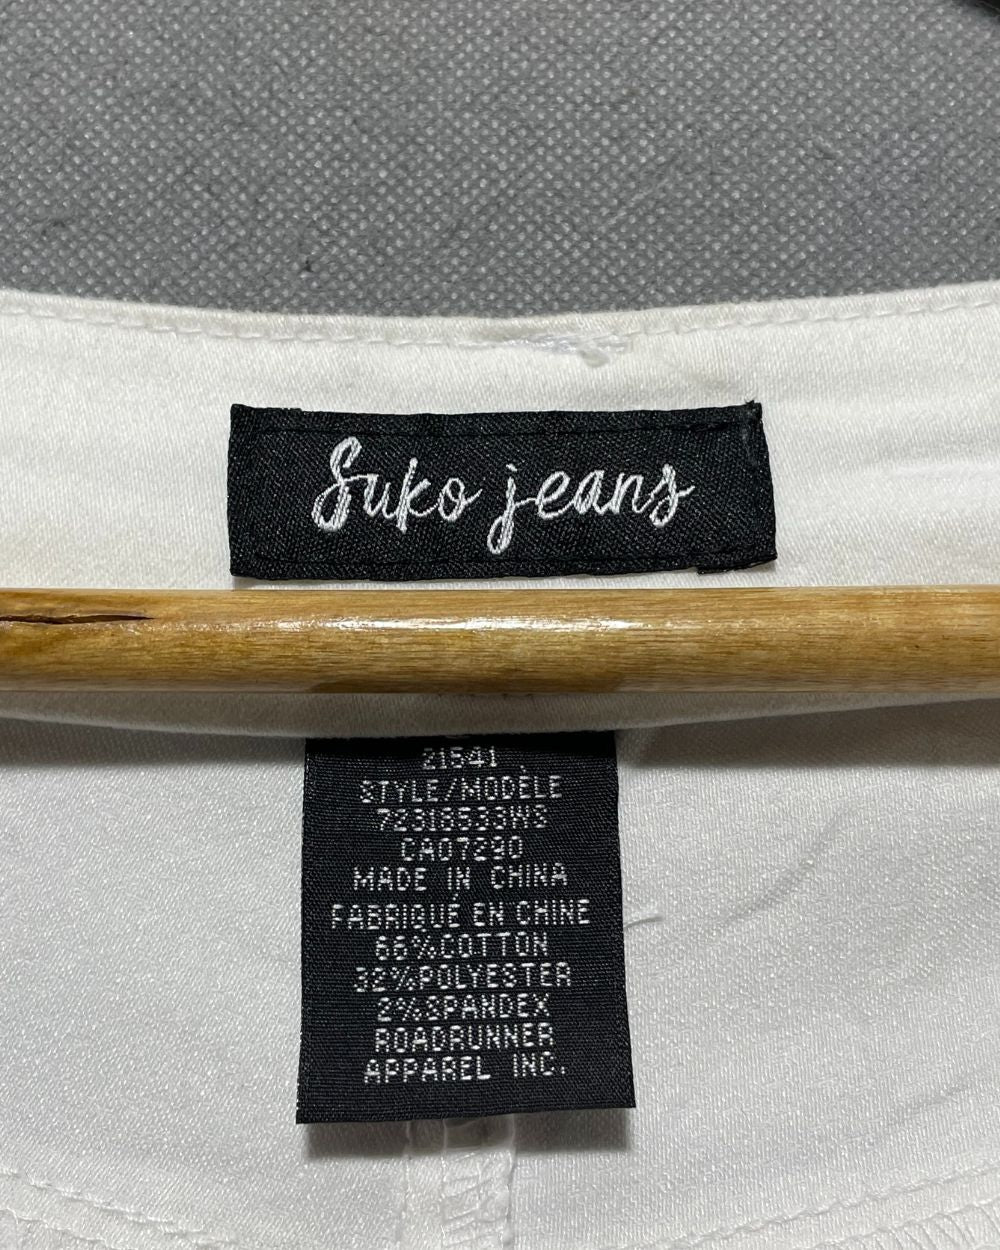 Suko jeans
21541
STYLE/MODÈLE
72318533WS
CA07290
MADE IN CHINA
FABRIQUÉ EN CHINE
66%COTTON
32%POLYESTER
2%SPANDEX
ROADRUNNER
APPAREL INC.